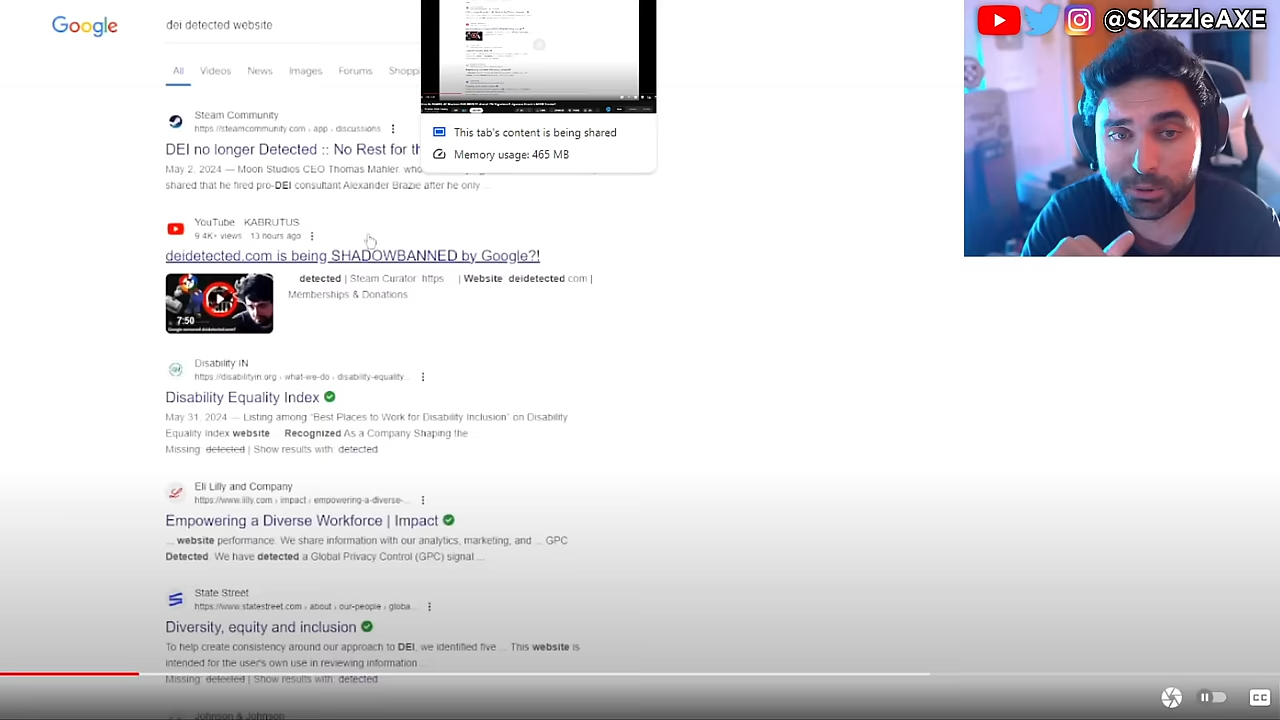 Google
dei detected website
@SKIZZLEAXE
All
News
Images
Forums
Shoppi
This tab's content is being shared
Memory usage: 465 MB
Steam Community
https://steamcommunity.com › app › discussions
DEI no longer Detected :: No Rest for th
May 2, 2024 — Moon Studios CEO Thomas Mahler, who
shared that he fired pro-DEI consultant Alexander Brazie after he only ...
YouTube KABRUTUS
9.4K+ views 13 hours ago
deidetected.com is being SHADOWBANNED by Google?!
detected | Steam Curator: https | Website deidetected com |
Memberships & Donations
7:50
Google removed deidetected.com?
Disability IN
https://disabilityin.org › what-we-do › disability-equality...
Disability Equality Index
May 31, 2024 — Listing among "Best Places to Work for Disability Inclusion" on Disability
Equality Index website Recognized As a Company Shaping the
Missing: detected | Show results with: detected
Eli Lilly and Company
https://www.lilly.com › impact › empowering-a-diverse-...
Empowering a Diverse Workforce | Impact
... website performance. We share information with our analytics, marketing, and ... GPC
Detected. We have detected a Global Privacy Control (GPC) signal ...
State Street
https://www.statestreet.com › about › our-people › globa...
Diversity, equity and inclusion
To help create consistency around our approach to DEI, we identified five ... This website is
intended for the user's own use in reviewing information ...
Missing: detected | Show results with: detected
Johnson & Johnson
CC